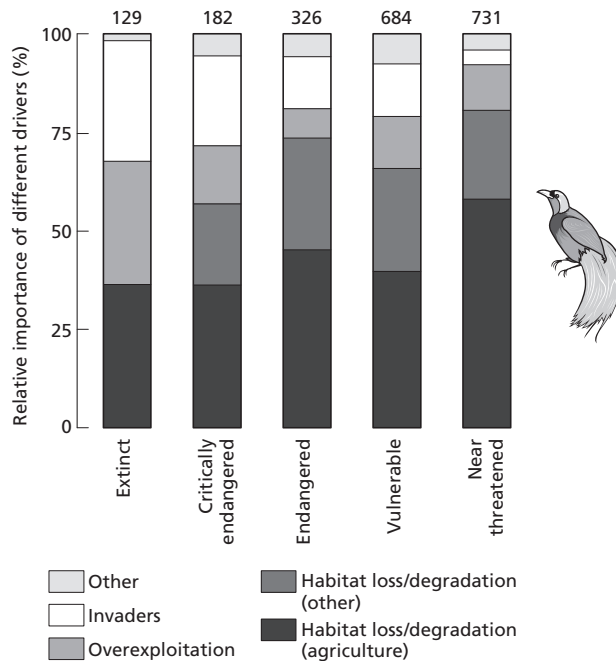 129 182 326 684 731
Relative importance of different drivers (%)
100
75
50
25
0
Extinct
Critically
endangered
Endangered
Vulnerable
Near
threatened
Other
Invaders
Overexploitation
Habitat loss/degradation
(other)
Habitat loss/degradation
(agriculture)